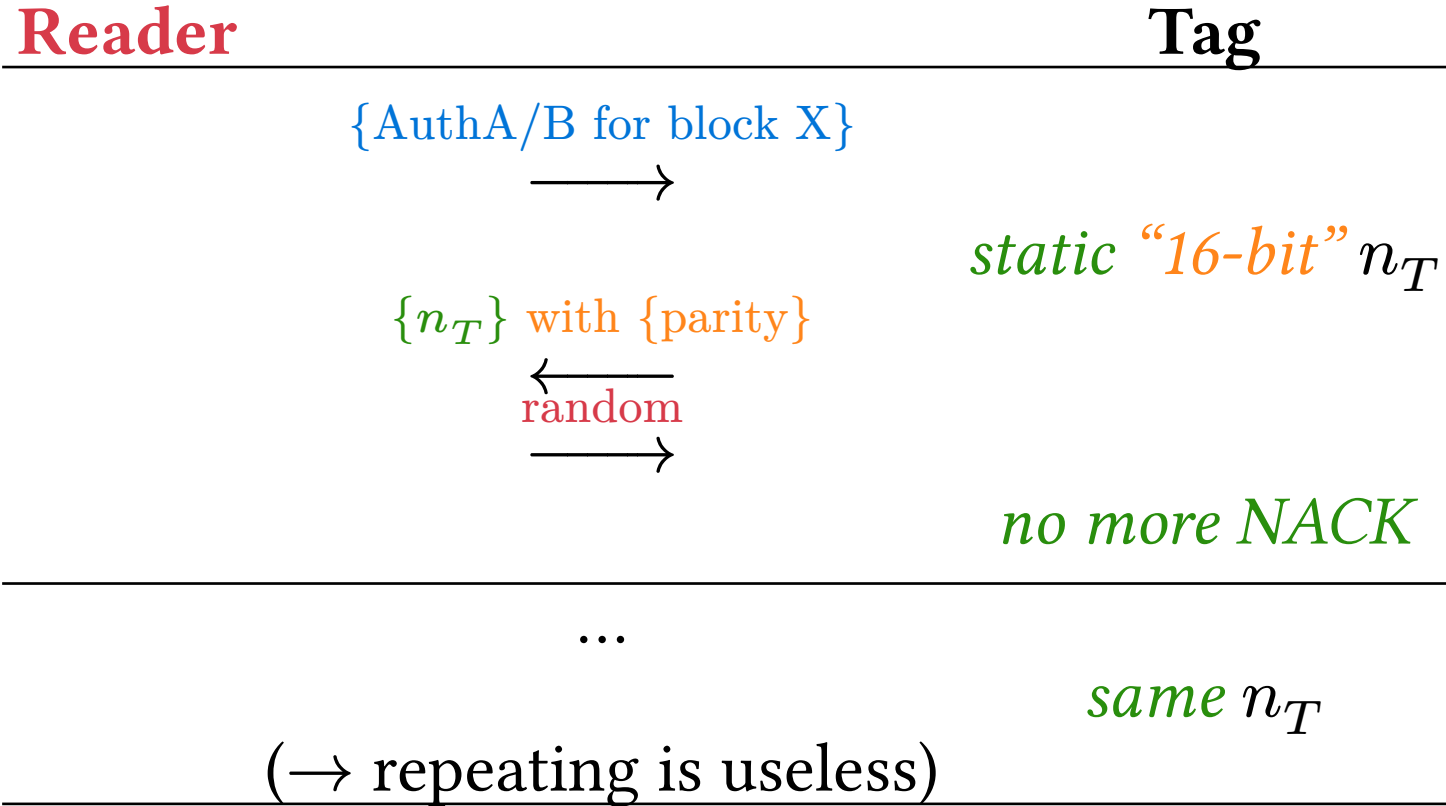 Reader Tag
{AuthA/B for block X}
⟶
static “16-bit” n_T
{n_T} with {parity}
⟵
random
⟶
no more NACK
...
same n_T
(→ repeating is useless)